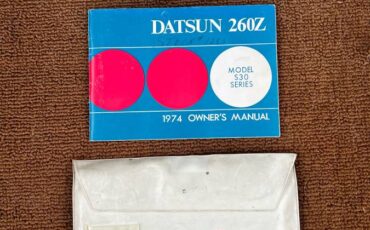 DATSUN 260Z
MODEL
S30
SERIES
1974 OWNER'S MANUAL